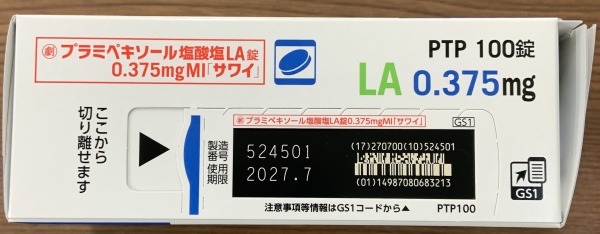 劇 プラミペキソール塩酸塩LA錠
0.375mgMI「サワイ」
PTP 100錠
LA 0.375mg
ここから
切り離せます
劇 プラミペキソール塩酸塩LA錠0.375mgMI「サワイ」
GS1
製造番号 524501
使用期限 2027.7
(17)270700(10)524501
(01)14987080683213
注意事項等情報はGS1コードから▲
PTP100
GS1